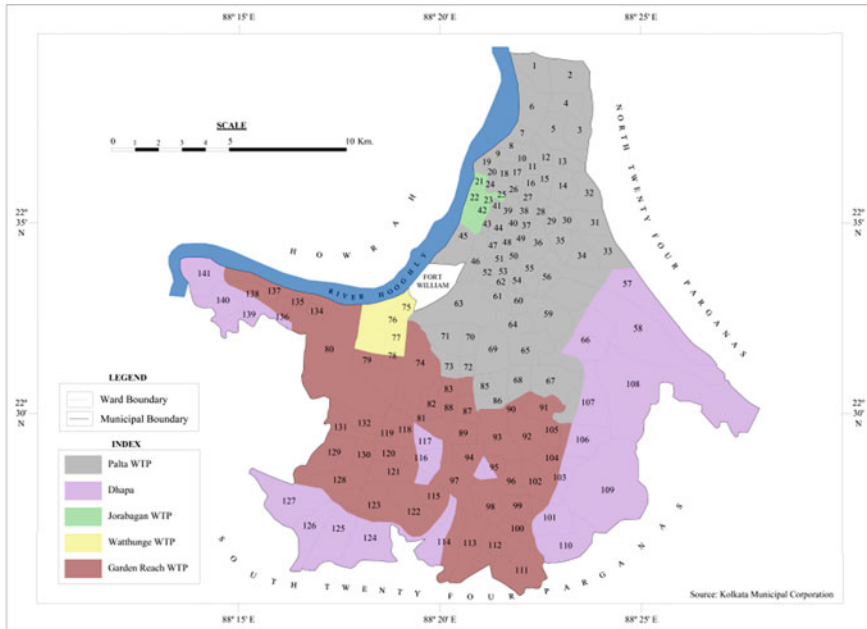 88° 15' E
88° 20' E
88° 25' E
SCALE
0 1 2 3 4 5 10 Km.
NORTH TWENTY FOUR PARGANAS
HOWRAH
RIVER HOOGHLY
FORT
WILLIAM
22°
35'
N
22°
35'
N
1 2
6 4
7 5 3
8
9 10 12 13
19 11
20 18 17
21 24 16 15 14
22 23 25 26 27 32
42 41 39 38 28
43 44 40 37 29 30 31
45 47 48 49 36 35
46 51 50 34 33
52 53 55 56
62 54 57
63 61 60
59 58
64 66
71 70 69 65
73 72 68 67
85 86
141 140 139 138 137 136 135 134
75 76 77 78
80 79 74
83 82 88 87 81
90 91 107 108
131 132 119 118 117 89 93 92 105 106
129 130 120 116 94 95 104
128 121 97 96 102 103 109
127 123 122 115 98 99 101
126 125 124 114 113 112 100 110
111
22°
30'
N
22°
30'
N
LEGEND
Ward Boundary
Municipal Boundary
INDEX
Palta WTP
Dhapa
Jorabagan WTP
Watthunge WTP
Garden Reach WTP
SOUTH TWENTY FOUR PARGANAS
Source: Kolkata Municipal Corporation
88° 15' E
88° 20' E
88° 25' E